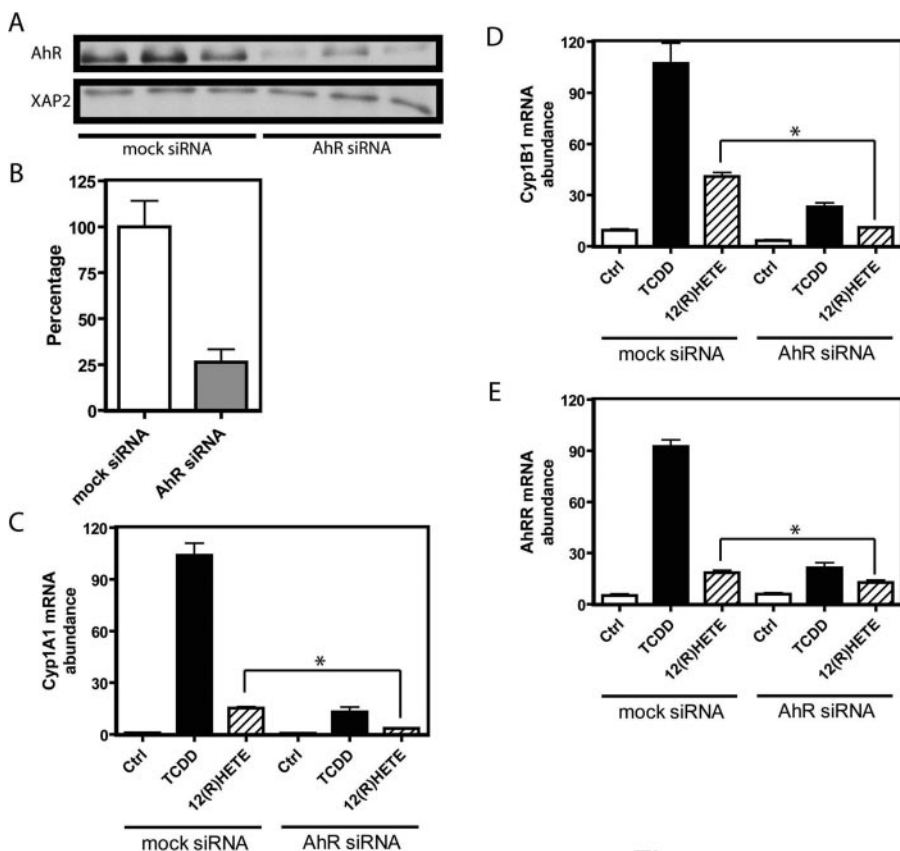 A
AhR
XAP2
mock siRNA AhR siRNA
B
125
100
75
50
25
0
Percentage
mock siRNA
AhR siRNA
C
120
90
60
30
0
Cyp1A1 mRNA
abundance
*
Ctrl
TCDD
12(R)HETE
Ctrl
TCDD
12(R)HETE
mock siRNA AhR siRNA
D
120
90
60
30
0
Cyp1B1 mRNA
abundance
*
Ctrl
TCDD
12(R)HETE
Ctrl
TCDD
12(R)HETE
mock siRNA AhR siRNA
E
120
90
60
30
0
AhRR mRNA
abundance
*
Ctrl
TCDD
12(R)HETE
Ctrl
TCDD
12(R)HETE
mock siRNA AhR siRNA